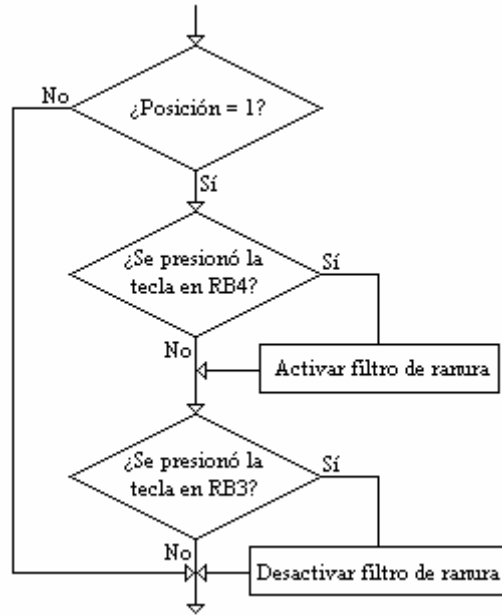 No
¿Posición = 1?
Sí
¿Se presionó la
tecla en RB4?
Sí
No
Activar filtro de ranura
¿Se presionó la
tecla en RB3?
Sí
No
Desactivar filtro de ranura